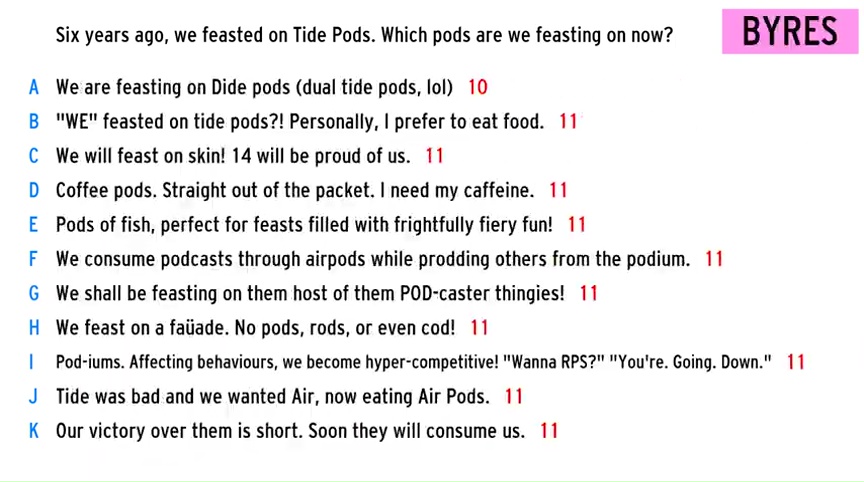 Six years ago, we feasted on Tide Pods. Which pods are we feasting on now?
BYRES
A We are feasting on Dide pods (dual tide pods, lol) 10
B "WE" feasted on tide pods?! Personally, I prefer to eat food. 11
C We will feast on skin! 14 will be proud of us. 11
D Coffee pods. Straight out of the packet. I need my caffeine. 11
E Pods of fish, perfect for feasts filled with frightfully fiery fun! 11
F We consume podcasts through airpods while prodding others from the podium. 11
G We shall be feasting on them host of them POD-caster thingies! 11
H We feast on a faüade. No pods, rods, or even cod! 11
I Pod-iums. Affecting behaviours, we become hyper-competitive! "Wanna RPS?" "You're. Going. Down." 11
J Tide was bad and we wanted Air, now eating Air Pods. 11
K Our victory over them is short. Soon they will consume us. 11